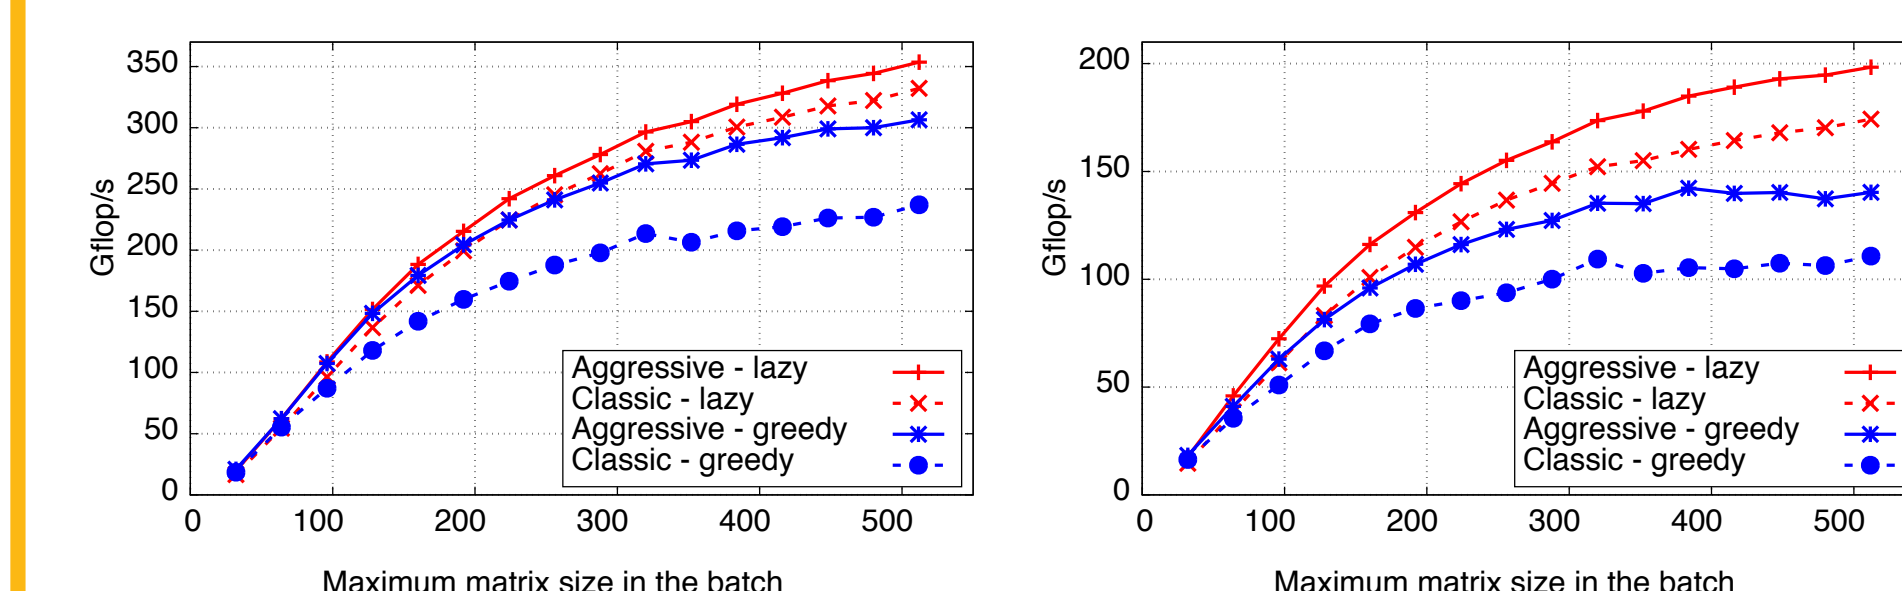 350
300
250
200
150
100
50
0
Gflop/s
Aggressive - lazy
Classic - lazy
Aggressive - greedy
Classic - greedy
0 100 200 300 400 500
Maximum matrix size in the batch
200
150
100
50
0
Gflop/s
Aggressive - lazy
Classic - lazy
Aggressive - greedy
Classic - greedy
0 100 200 300 400 500
Maximum matrix size in the batch